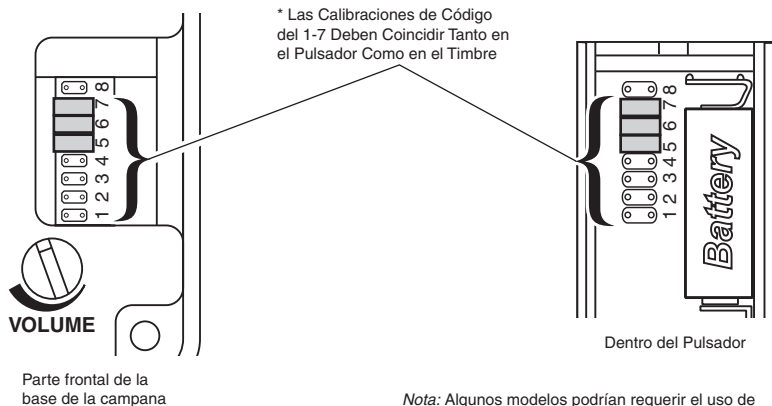 * Las Calibraciones de Código
del 1-7 Deben Coincidir Tanto en
el Pulsador Como en el Timbre
8
7
6
5
4
3
2
1
VOLUME
Parte frontal de la
base de la campana
8
7
6
5
4
3
2
1
Battery
Dentro del Pulsador
Nota: Algunos modelos podrían requerir el uso de